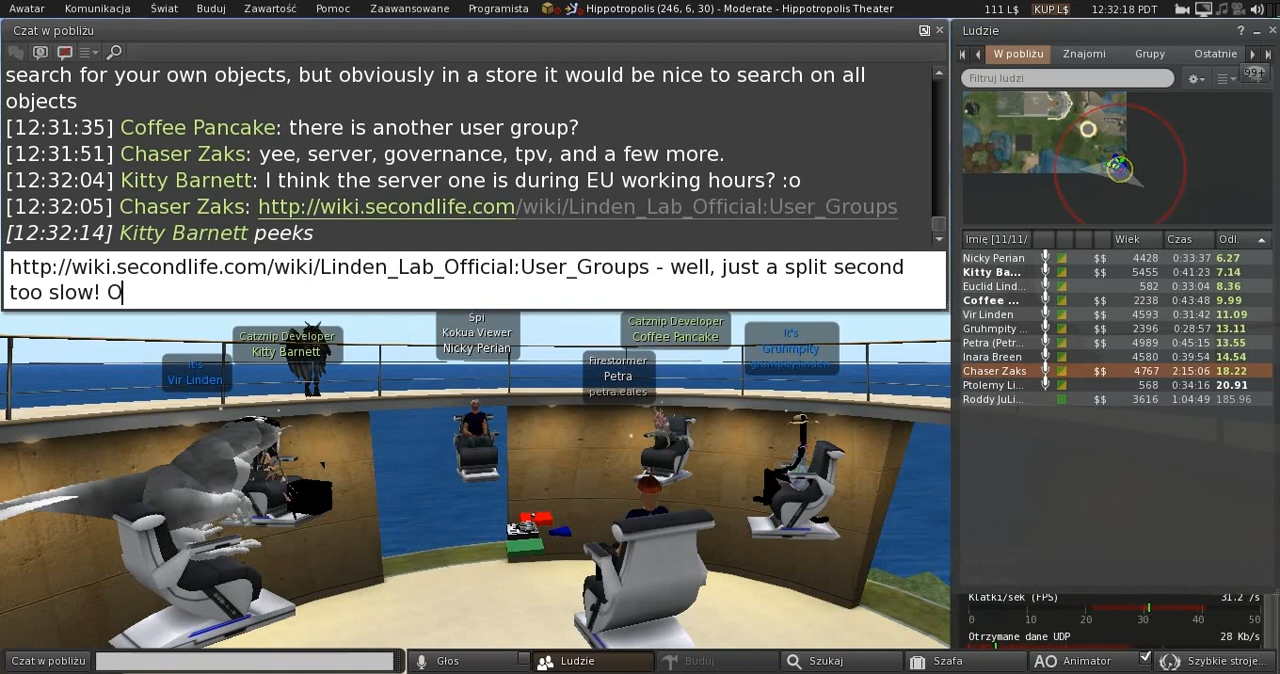 Awatar Komunikacja Świat Buduj Zawartość Pomoc Zaawansowane Programista Hippotropolis (246, 6, 30) - Moderate - Hippotropolis Theater 111 L$ KUP L$ 12:32:18 PDT
Czat w pobliżu
search for your own objects, but obviously in a store it would be nice to search on all
objects
[12:31:35] Coffee Pancake: there is another user group?
[12:31:51] Chaser Zaks: yee, server, governance, tpv, and a few more.
[12:32:04] Kitty Barnett: I think the server one is during EU working hours? :o
[12:32:05] Chaser Zaks: http://wiki.secondlife.com/wiki/Linden_Lab_Official:User_Groups
[12:32:14] Kitty Barnett peeks
http://wiki.secondlife.com/wiki/Linden_Lab_Official:User_Groups - well, just a split second
too slow! O
It's
Vir Linden
Catznip Developer
Kitty Barnett
Śpi
Kokua Viewer
Nicky Perian
Firestormer
Petra
petra.eales
Catznip Developer
Coffee Pancake
It's
Gruhmpity
grumpity.linden
Ludzie
W pobliżu Znajomi Grupy Ostatnie
Filtruj ludzi
99+
Imię [11/11/ Wiek Czas Odl.
Nicky Perian $$ 4428 0:33:37 6.27
Kitty Ba... $$ 5455 0:41:23 7.14
Euclid Lind... 582 0:33:04 8.36
Coffee ... $$ 2238 0:43:48 9.99
Vir Linden $$ 4593 0:31:42 11.09
Gruhmpity ... $$ 2396 0:28:57 13.11
Petra (Petr... $$ 4989 0:45:15 13.55
Inara Breen 4580 0:39:54 14.54
Chaser Zaks $$ 4767 2:15:06 18.22
Ptolemy Li... 568 0:34:16 20.91
Roddy JuLi... $$ 3616 1:04:49 185.96
Klatki/sek (FPS) 31.2 /s
0 10 20 30 40 50
Otrzymane dane UDP 28 Kb/s
Czat w pobliżu Głos Ludzie Buduj Szukaj Szafa AO Animator Szybkie stroje...